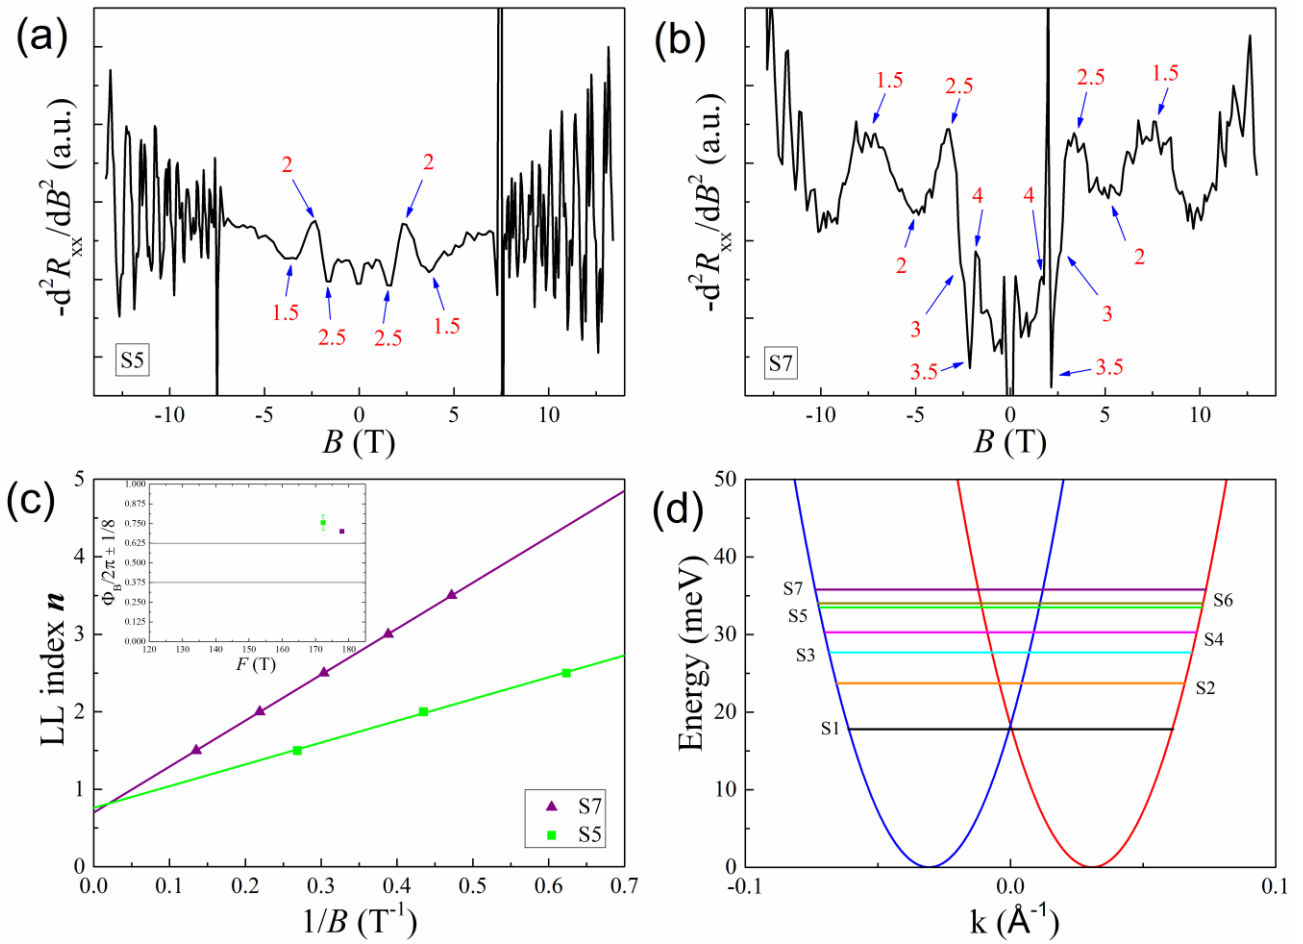 (a)
-d²Rxx/dB² (a.u.)
2
2
1.5
2.5
2.5
1.5
S5
-10
-5
0
5
10
B (T)
(b)
-d²Rxx/dB² (a.u.)
1.5
2.5
2.5
1.5
4
4
2
2
3
3
3.5
3.5
S7
-10
-5
0
5
10
B (T)
(c)
LL index n
5
4
3
2
1
0
0.0
0.1
0.2
0.3
0.4
0.5
0.6
0.7
1/B (T⁻¹)
Φ_B/2π ± 1/8
1.000
0.875
0.750
0.625
0.500
0.375
0.250
0.125
0.000
120
130
140
150
160
170
180
F (T)
S7
S5
(d)
Energy (meV)
50
40
30
20
10
0
-0.1
0.0
0.1
k (Å⁻¹)
S7
S6
S5
S4
S3
S2
S1